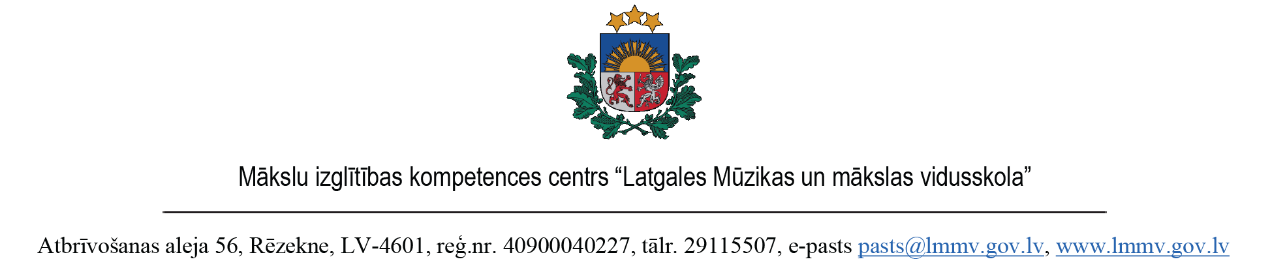 Mākslu izglītības kompetences centrs “Latgales Mūzikas un mākslas vidusskola”
Atbrīvošanas aleja 56, Rēzekne, LV-4601, reģ.nr. 40900040227, tālr. 29115507, e-pasts pasts@lmmv.gov.lv, www.lmmv.gov.lv